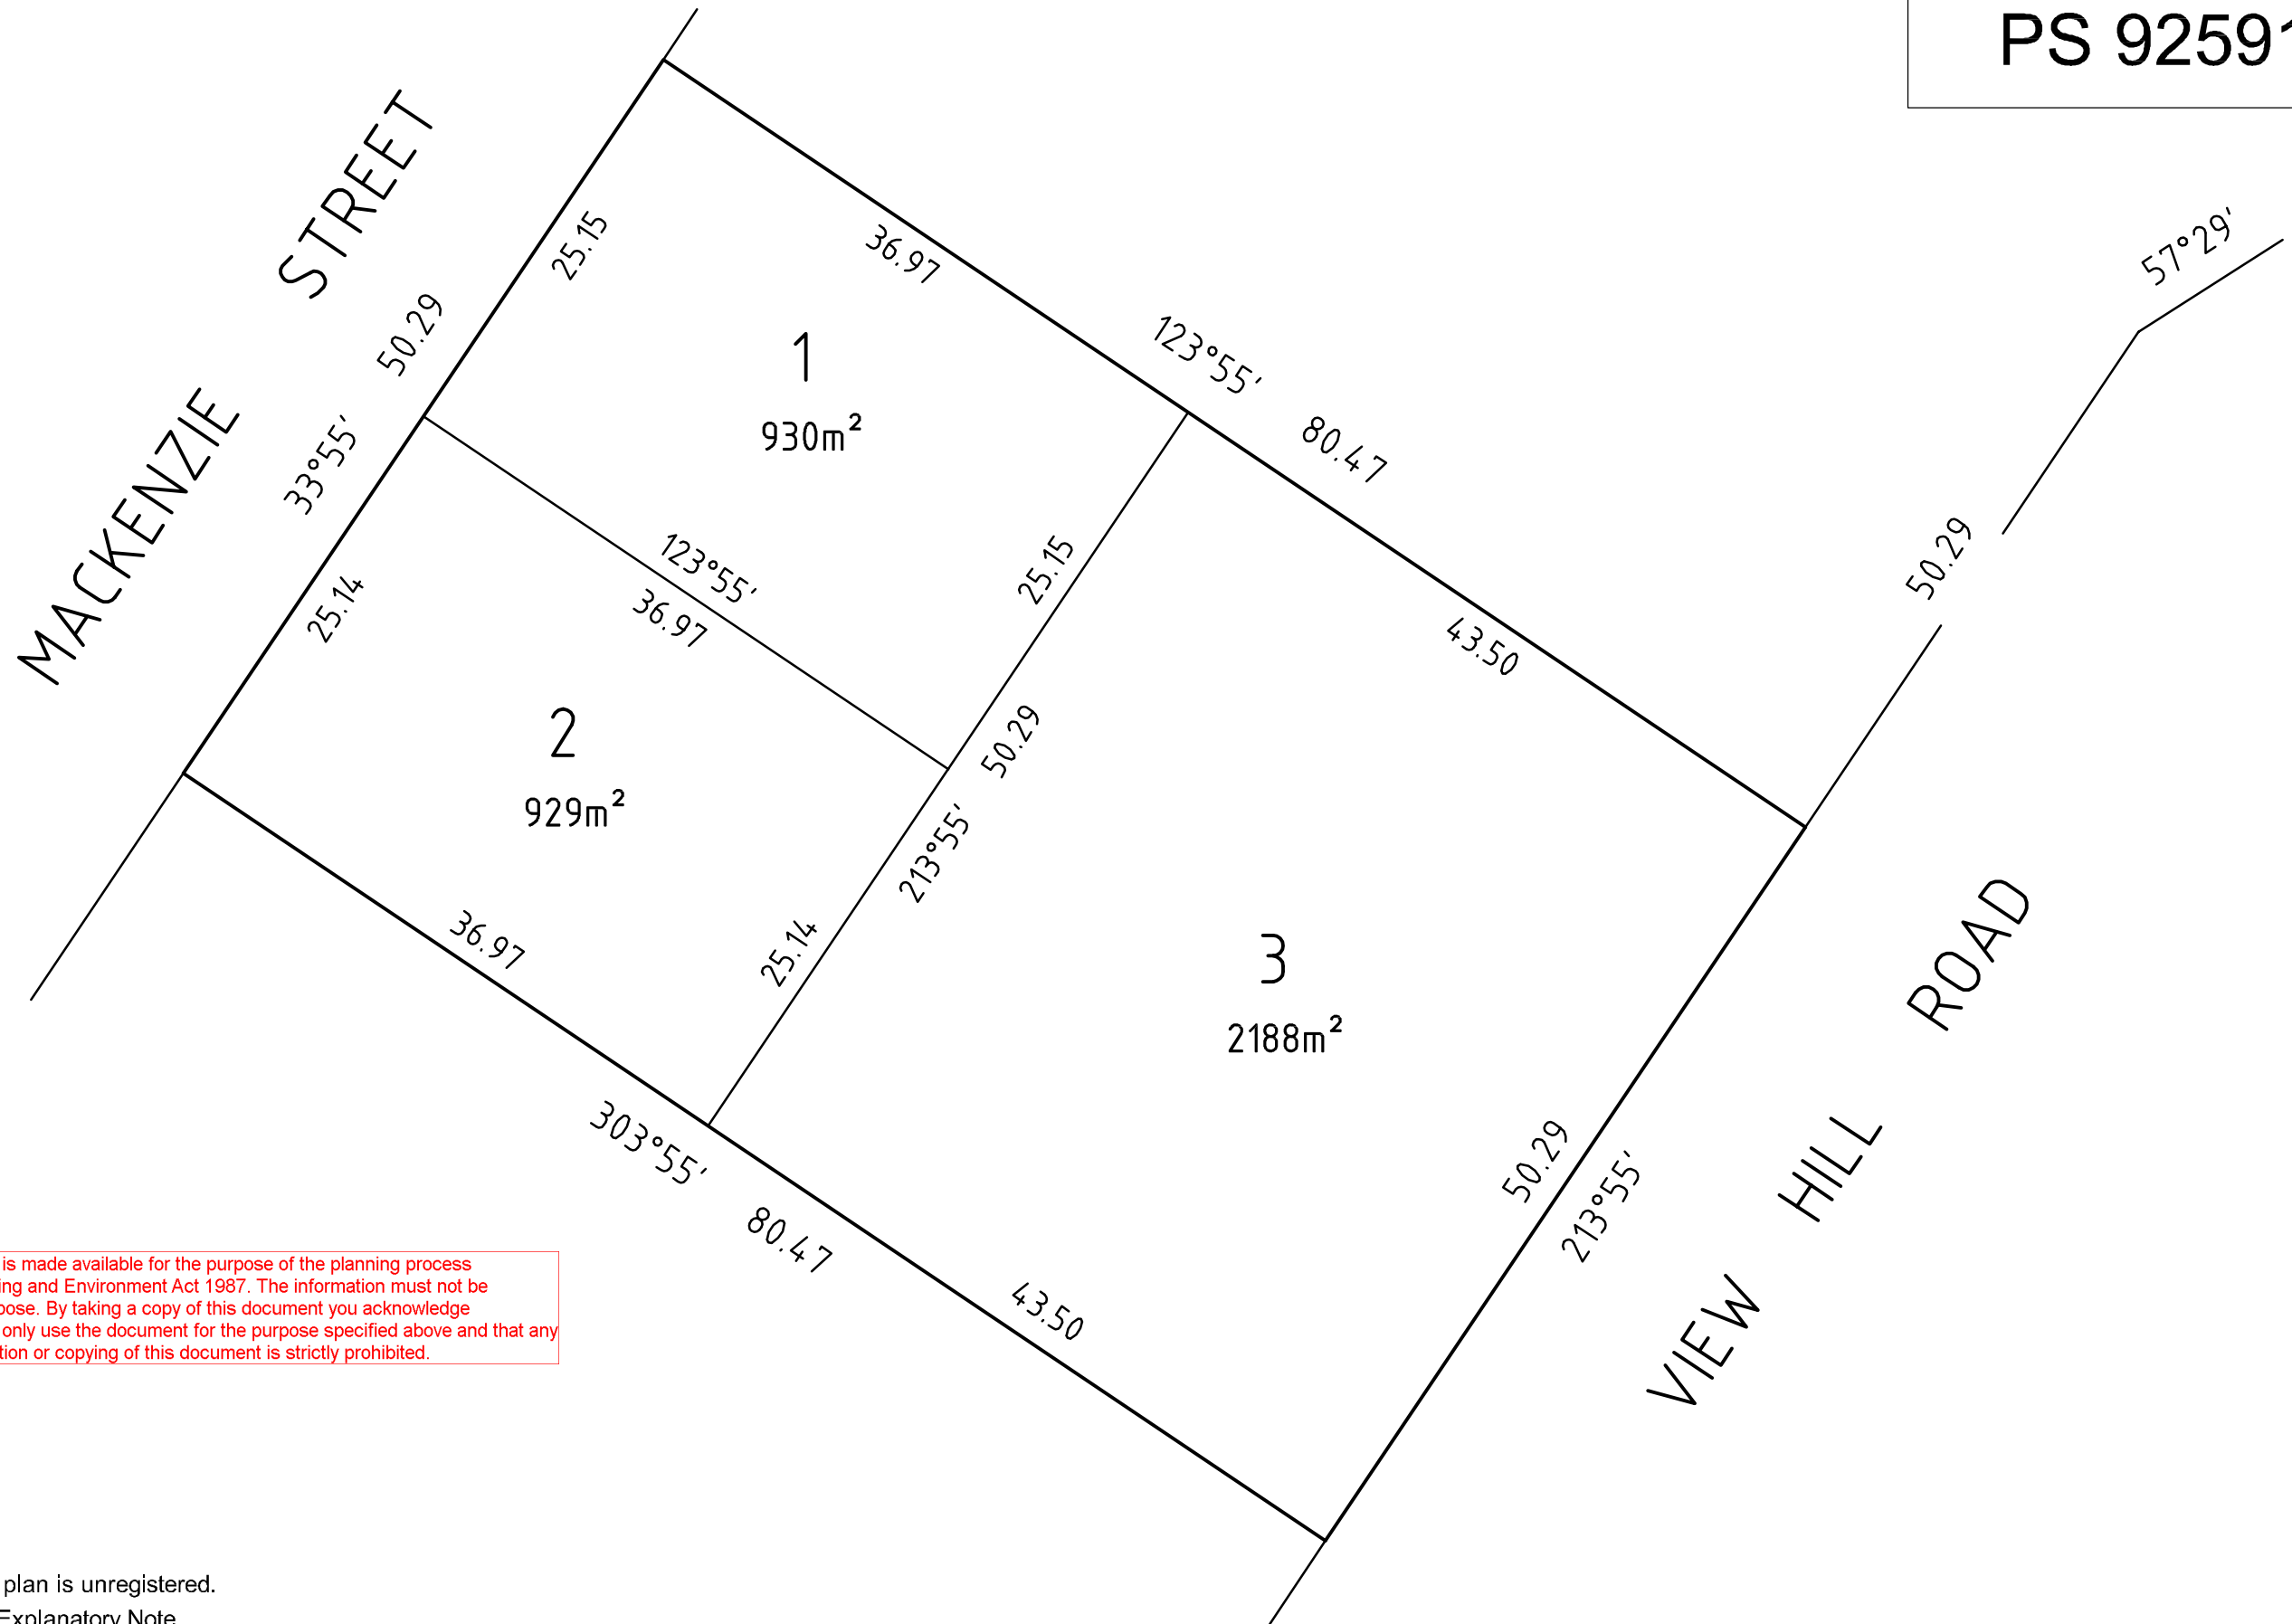 PS 92591
MACKENZIE STREET
33°55' 50.29
25.15
25.14
36.97
123°55' 80.47
43.50
1
930m²
123°55'
36.97
25.15
2
929m²
213°55' 50.29
25.14
36.97
3
2188m²
303°55' 80.47
43.50
50.29
213°55'
50.29
57°29'
VIEW HILL ROAD
is made available for the purpose of the planning process
ing and Environment Act 1987. The information must not be
pose. By taking a copy of this document you acknowledge
only use the document for the purpose specified above and that any
tion or copying of this document is strictly prohibited.
plan is unregistered.
Explanatory Note